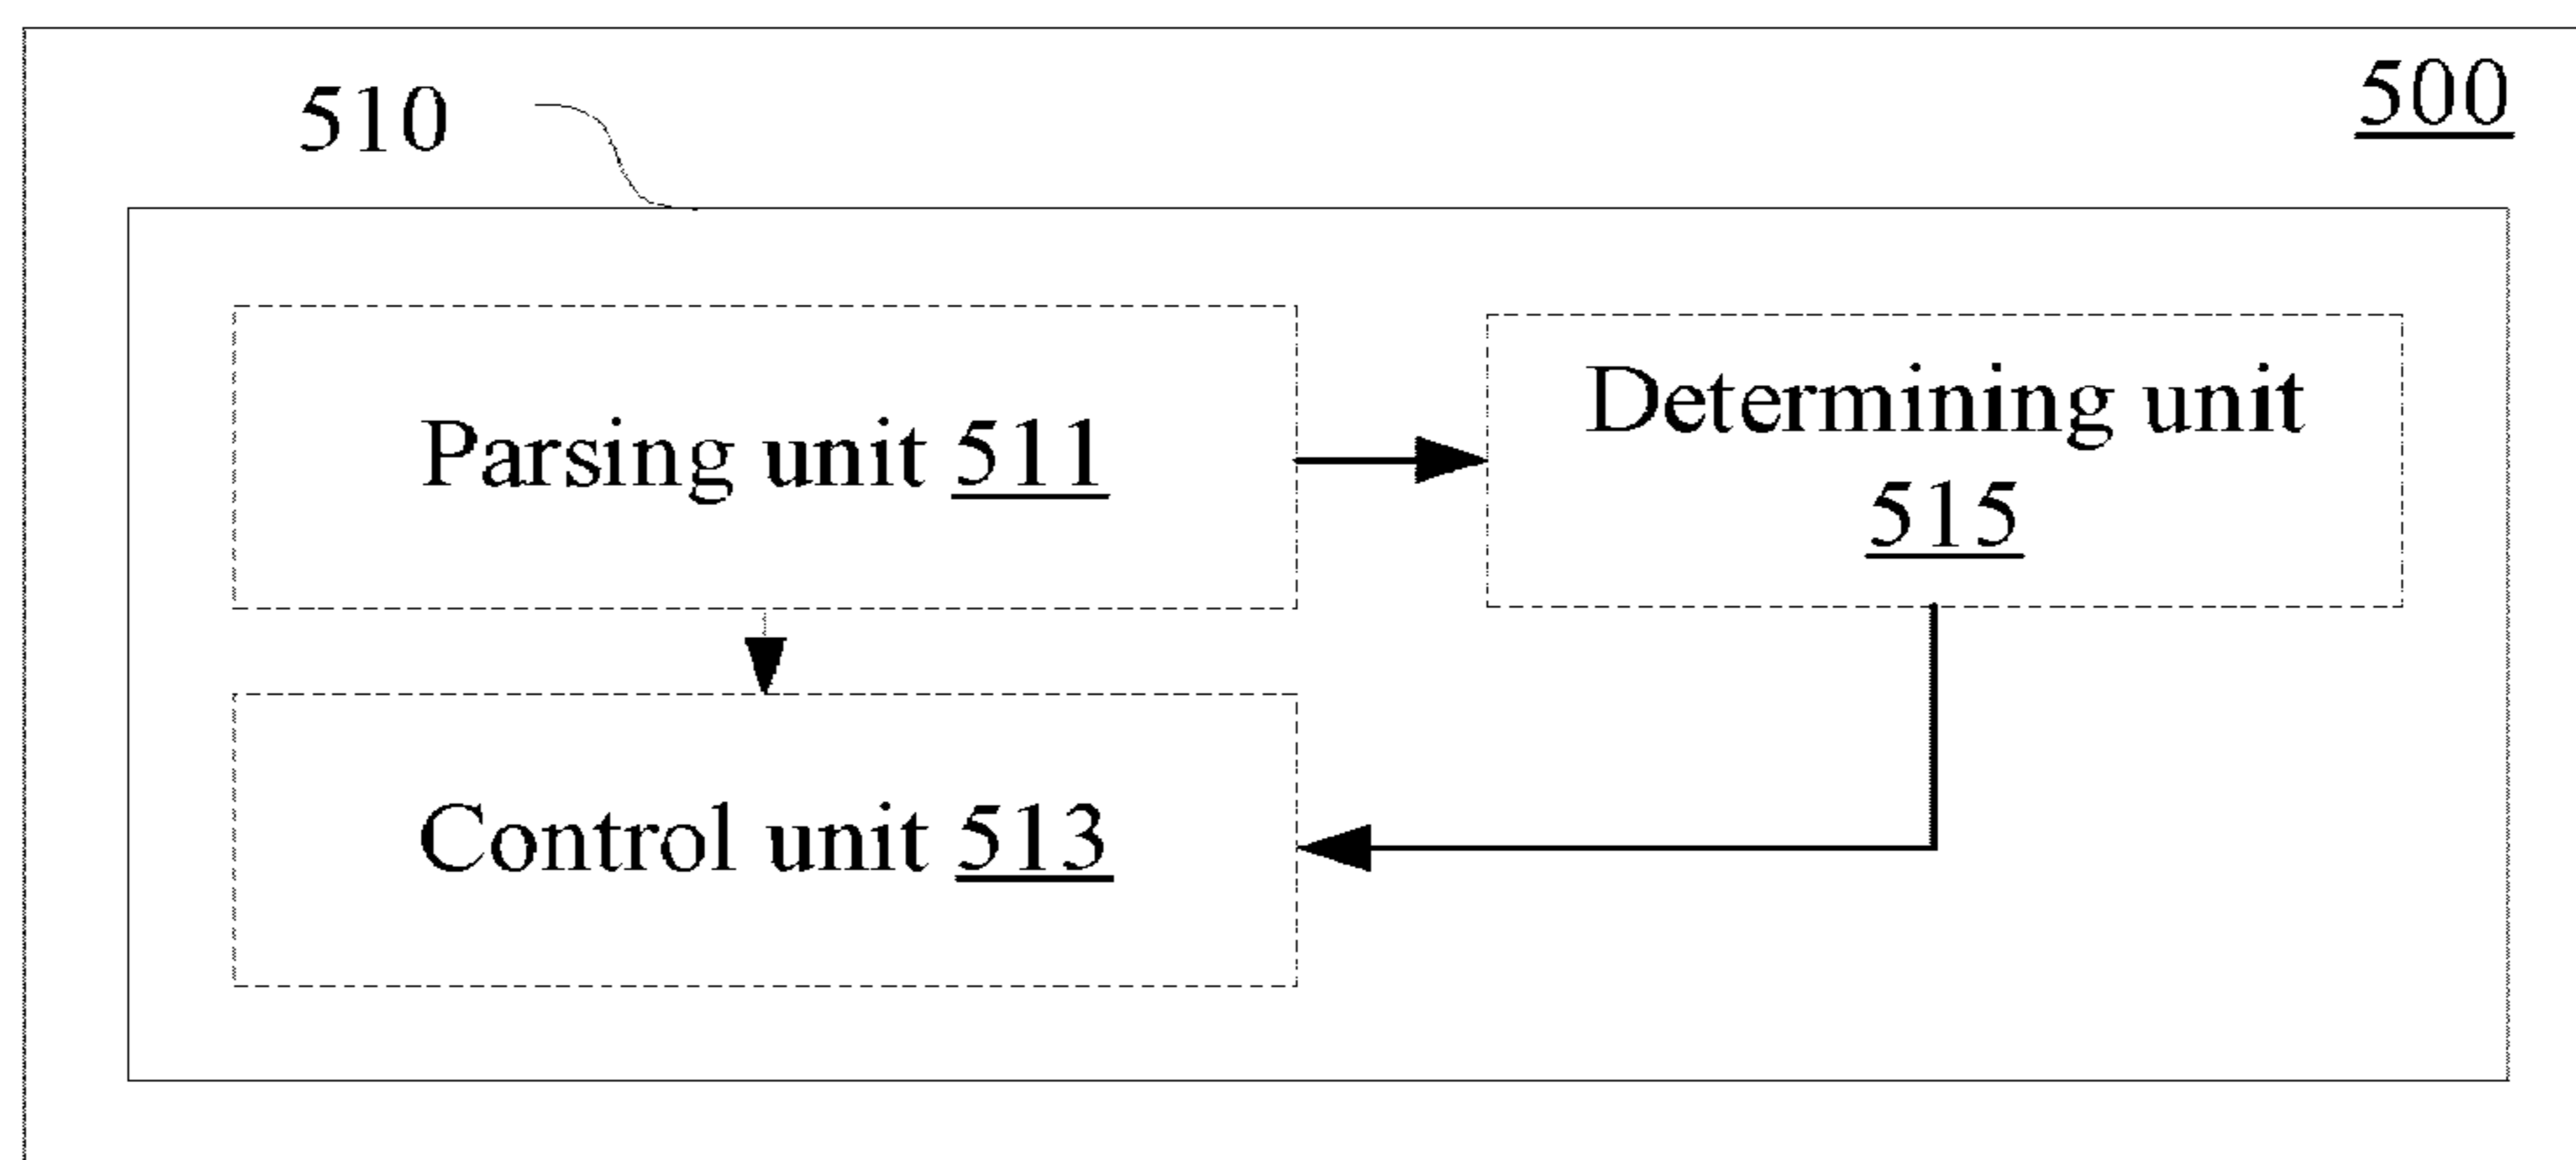 500
510
Parsing unit 511
Determining unit
515
Control unit 513